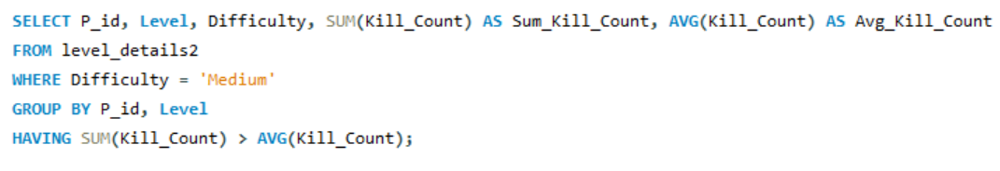 SELECT P_id, Level, Difficulty, SUM(Kill_Count) AS Sum_Kill_Count, AVG(Kill_Count) AS Avg_Kill_Count
FROM level_details2
WHERE Difficulty = 'Medium'
GROUP BY P_id, Level
HAVING SUM(Kill_Count) > AVG(Kill_Count);